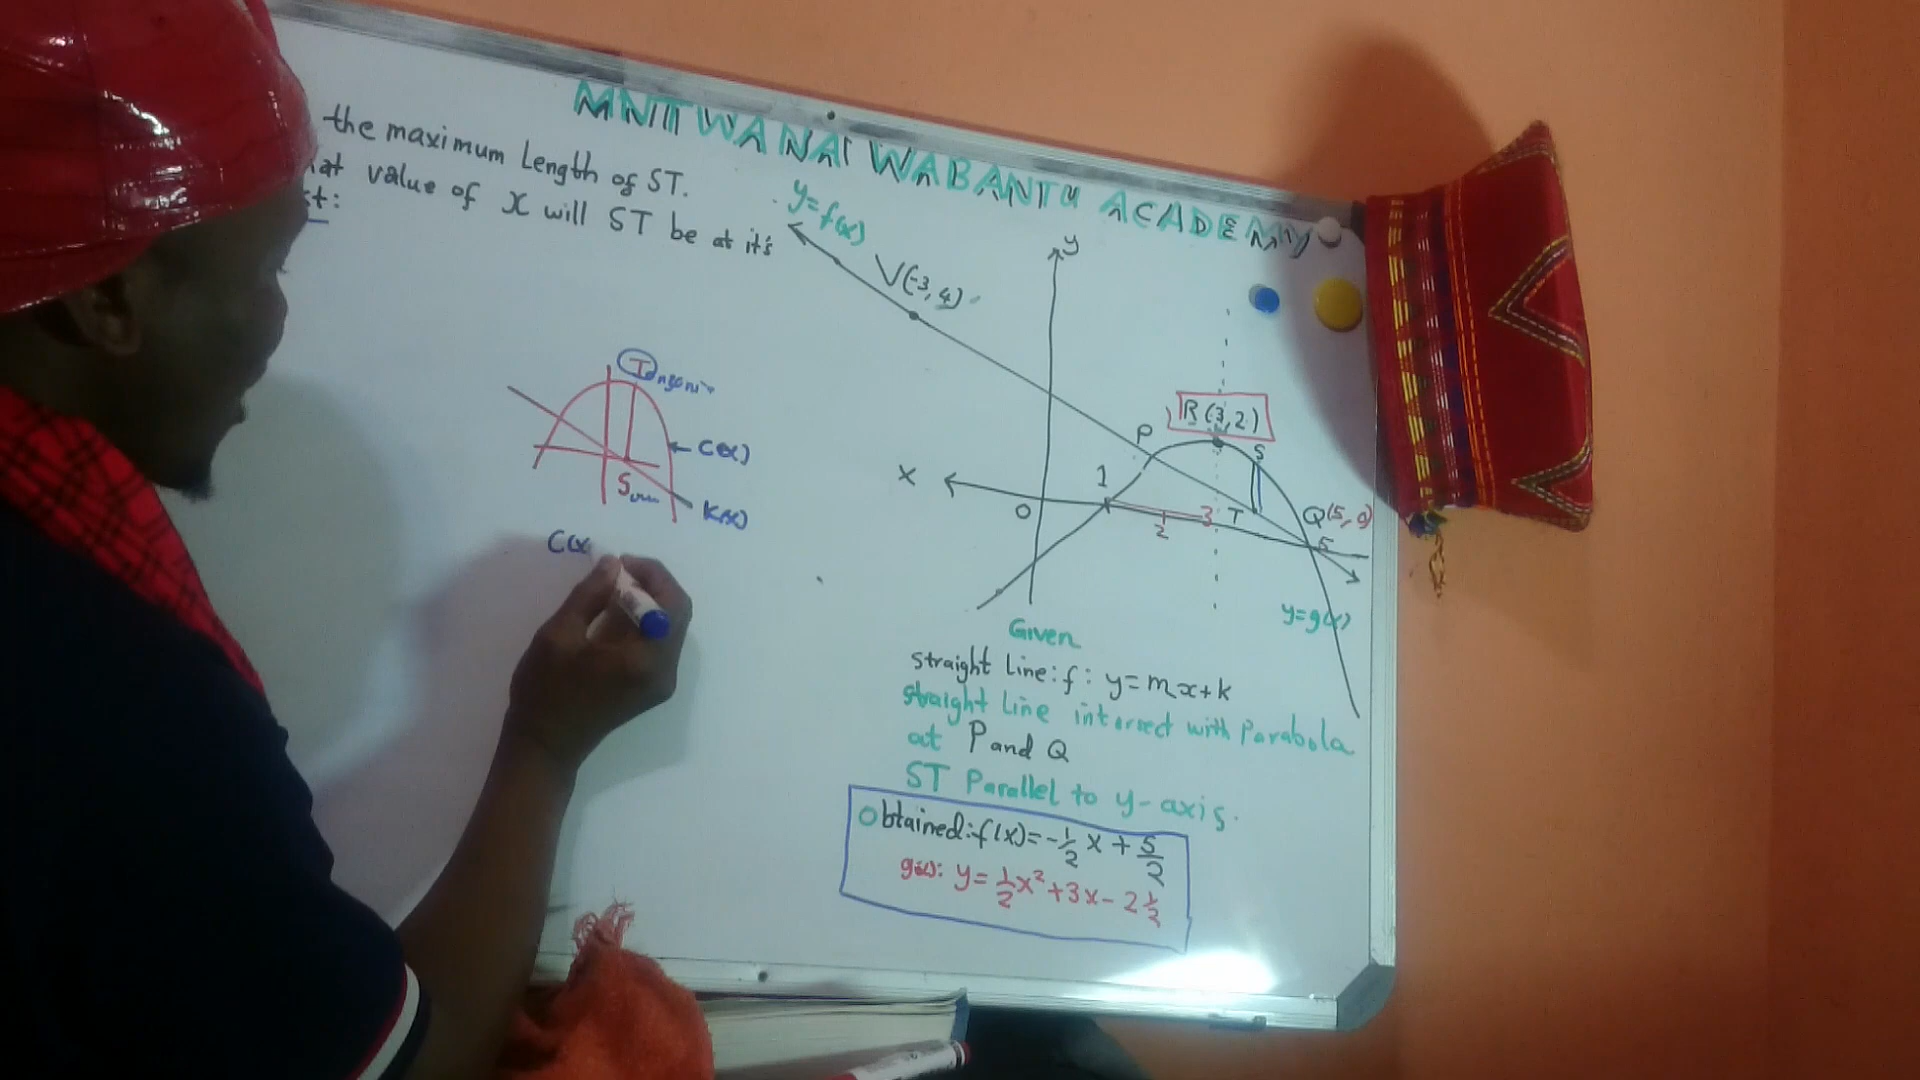 MNTWANA WABANTU ACADEMY
the maximum Length of ST.
value of x will ST be at it's
y=f(x)
V(-3,4)
y
R(3,2)
P
S
X
1
O
2
3
T
Q(5,0)
5
y=g(x)
C(x)
K(x)
C(x
Given
straight Line: f: y=mx+k
straight Line intersect with Parabola
at P and Q
ST Parallel to y-axis.
Obtained: f(x)=-1/2 x + 5/2
g(x): y=1/2x²+3x-2 1/2